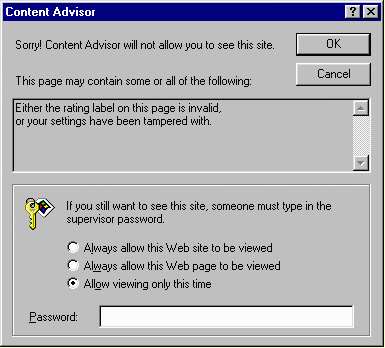 Content Advisor
Sorry! Content Advisor will not allow you to see this site.
OK
Cancel
This page may contain some or all of the following:
Either the rating label on this page is invalid,
or your settings have been tampered with.
If you still want to see this site, someone must type in the
supervisor password.
Always allow this Web site to be viewed
Always allow this Web page to be viewed
Allow viewing only this time
Password: